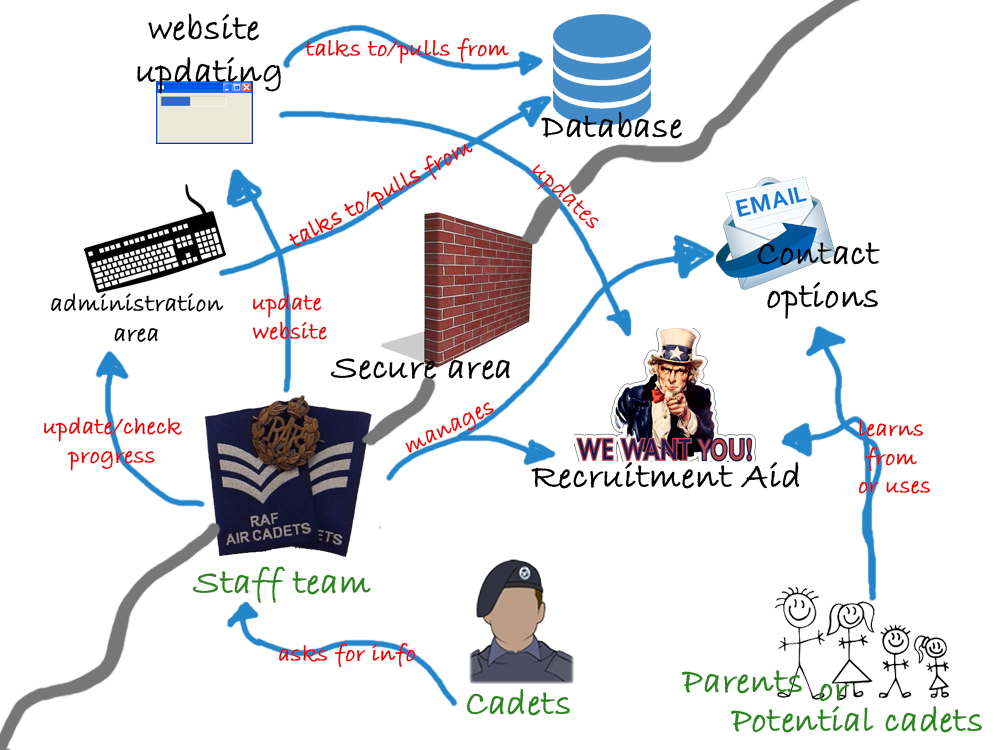 website
updating
talks to/pulls from
Database
talks to/pulls from
updates
EMAIL
Contact
options
administration
area
update
website
Secure area
update/check
progress
manages
WE WANT YOU!
Recruitment Aid
learns
from
or uses
RAF
AIR CADETS
ETS
RAF
Staff team
asks for info
Cadets
Parents or
Potential cadets